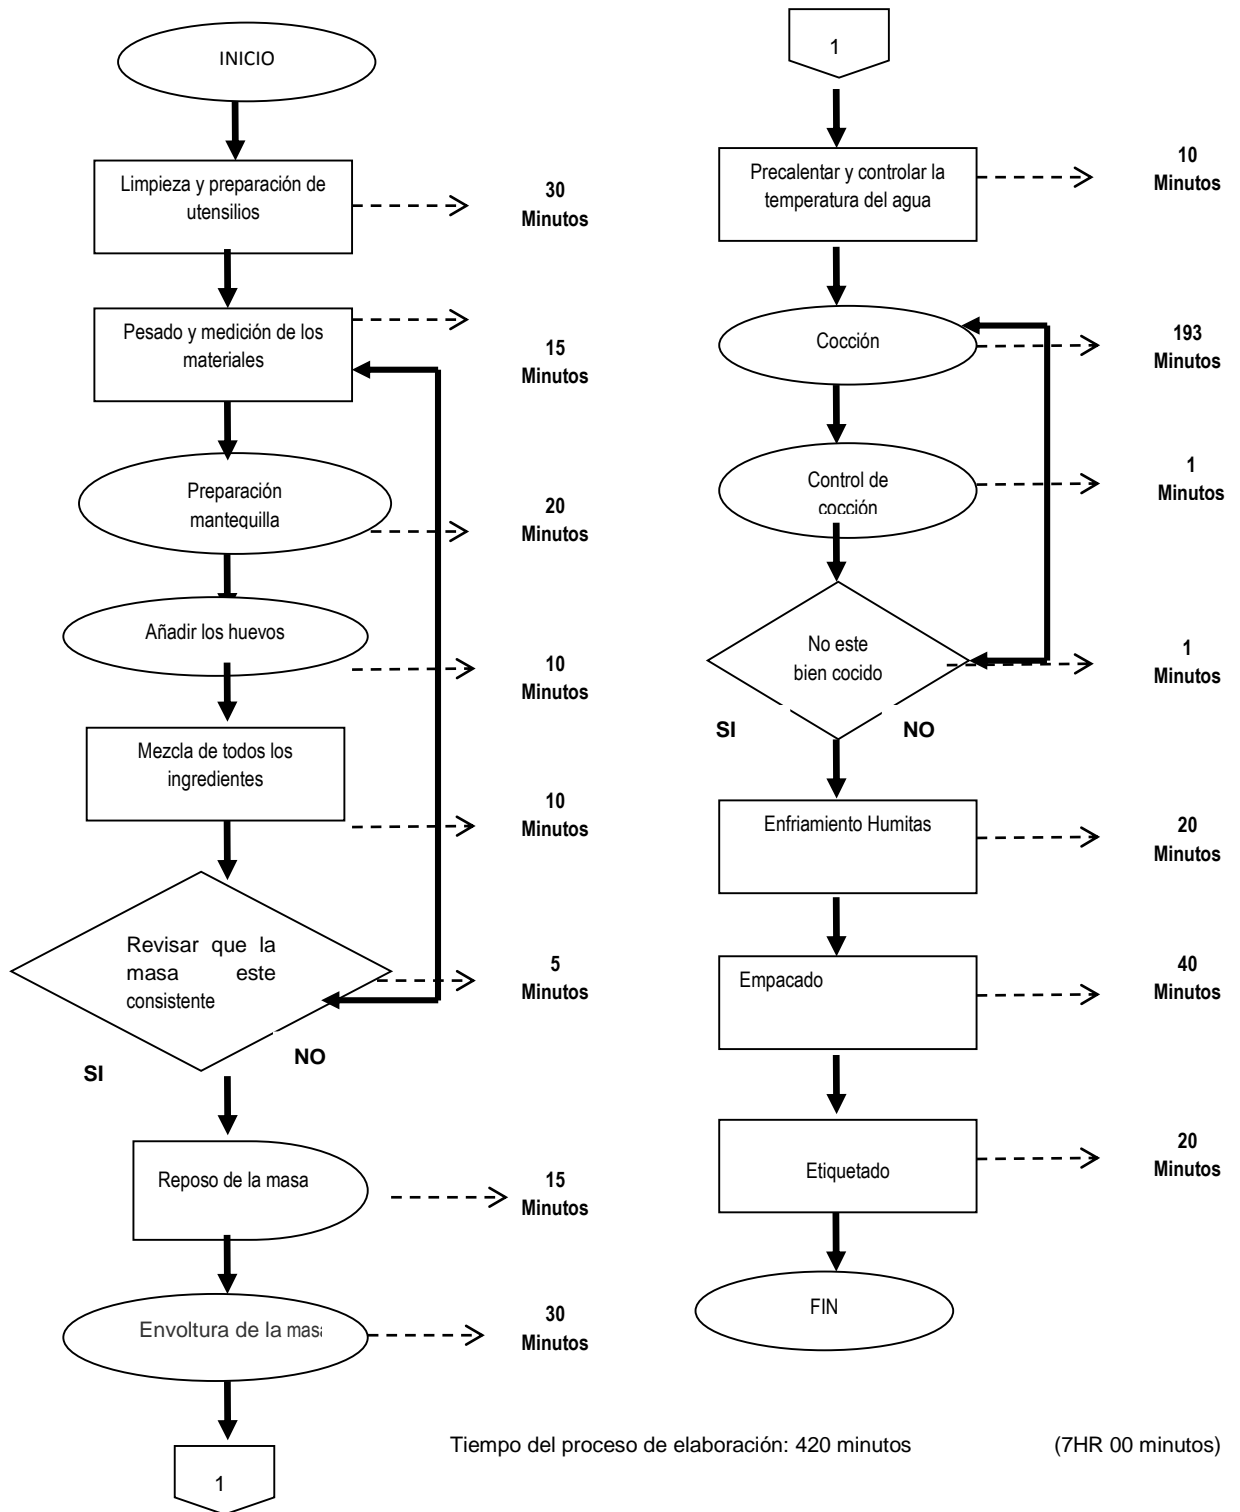 INICIO
Limpieza y preparación de
utensilios
30
Minutos
Pesado y medición de los
materiales
15
Minutos
Preparación
mantequilla
20
Minutos
Añadir los huevos
10
Minutos
Mezcla de todos los
ingredientes
10
Minutos
Revisar que la
masa este
consistente
5
Minutos
SI
NO
Reposo de la masa
15
Minutos
Envoltura de la masa
30
Minutos
1
1
Precalentar y controlar la
temperatura del agua
10
Minutos
Cocción
193
Minutos
Control de
cocción
1
Minutos
No este
bien cocido
1
Minutos
SI
NO
Enfriamiento Humitas
20
Minutos
Empacado
40
Minutos
Etiquetado
20
Minutos
FIN
Tiempo del proceso de elaboración: 420 minutos (7HR 00 minutos)